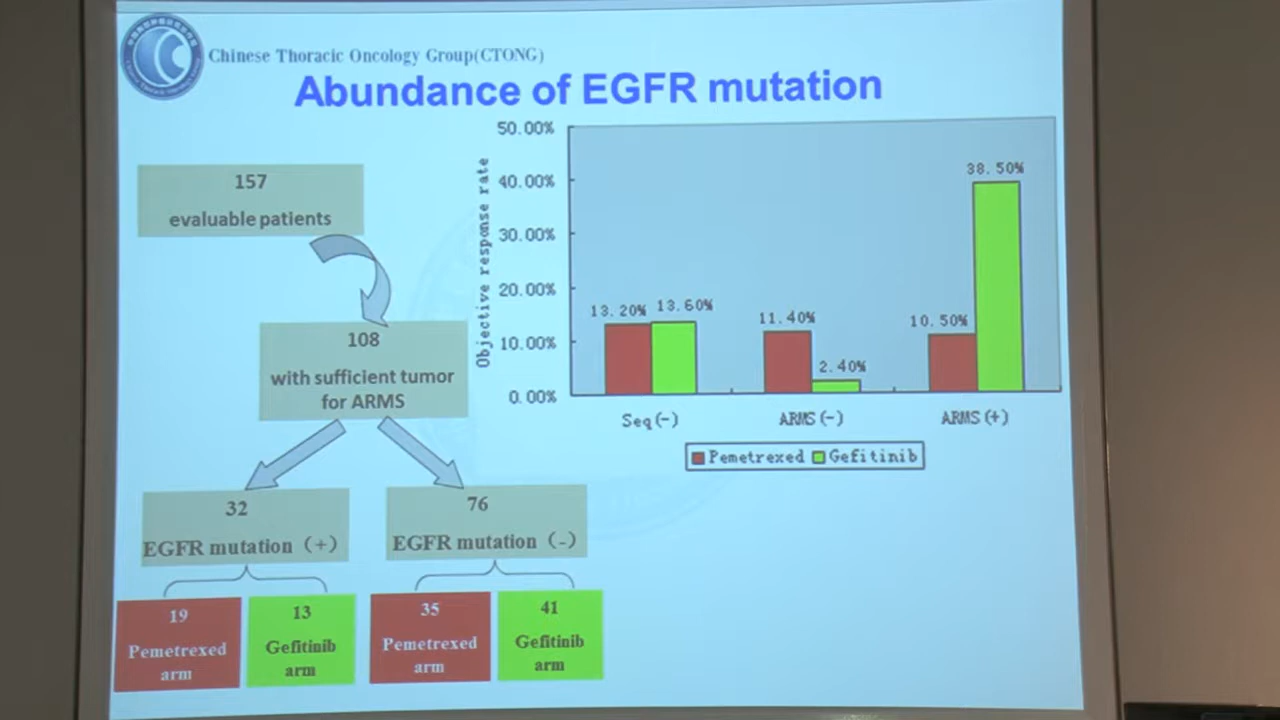 Chinese Thoracic Oncology Group(CTONG)
Abundance of EGFR mutation
157
evaluable patients
108
with sufficient tumor
for ARMS
32
EGFR mutation (+)
76
EGFR mutation (-)
19
Pemetrexed
arm
13
Gefitinib
arm
35
Pemetrexed
arm
41
Gefitinib
arm
Objective response rate
50.00%
40.00%
30.00%
20.00%
10.00%
0.00%
13.20%
13.60%
11.40%
2.40%
10.50%
38.50%
Seq(-)
ARMS(-)
ARMS(+)
Pemetrexed
Gefitinib